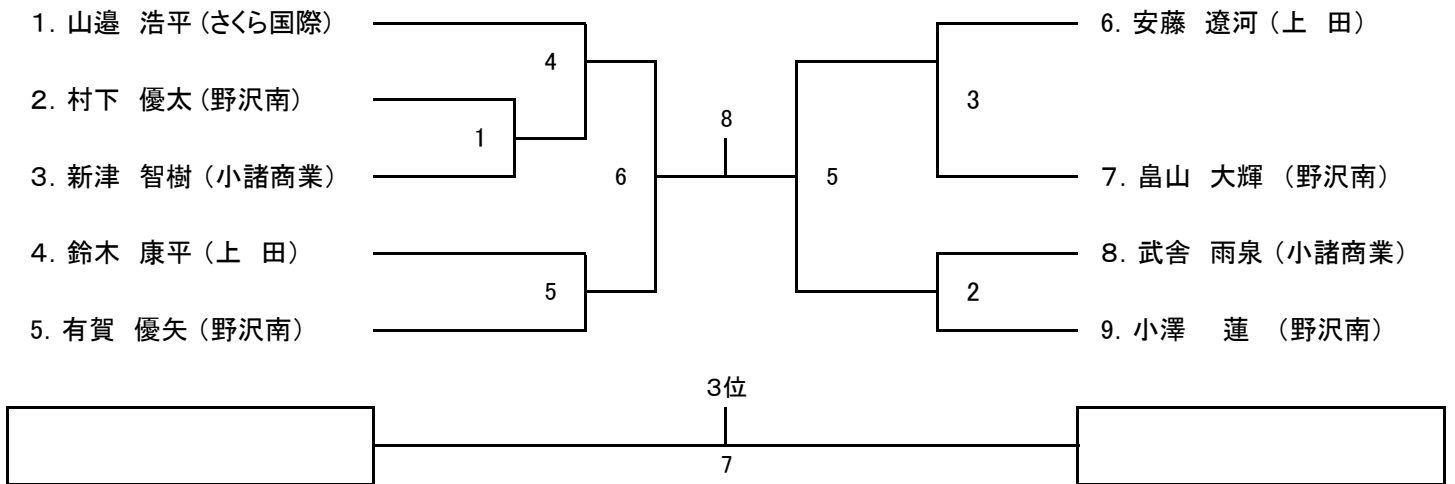 1. 山邉　浩平（さくら国際）
6. 安藤　遼河（上　田）
4
2. 村下　優太（野沢南）
3
8
1
3. 新津　智樹（小諸商業）
6
5
7. 畠山　大輝　（野沢南）
4. 鈴木　康平（上　田）
8. 武舎　雨泉（小諸商業）
5
2
5. 有賀　優矢（野沢南）
9. 小澤　　蓮　（野沢南）
3位
7